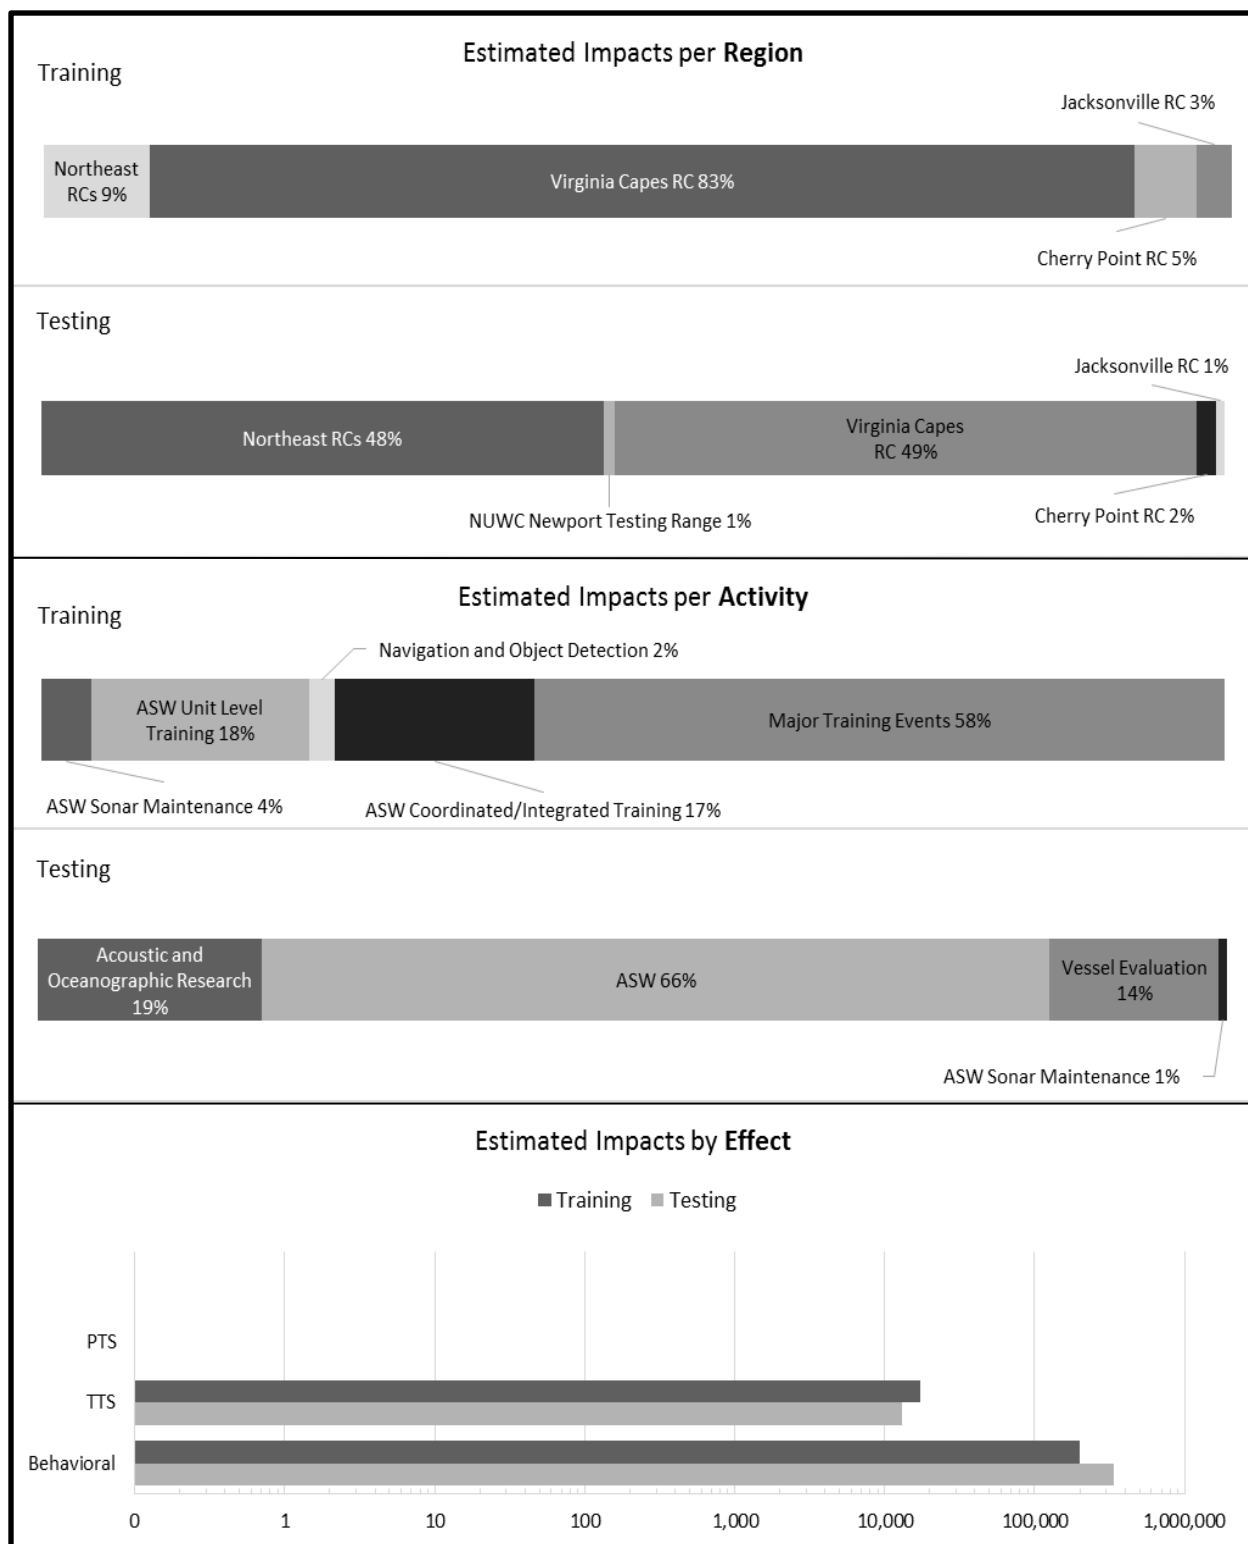 Estimated Impacts per Region
Training
Jacksonville RC 3%
Northeast
RCs 9%
Virginia Capes RC 83%
Cherry Point RC 5%
Testing
Jacksonville RC 1%
Northeast RCs 48%
Virginia Capes
RC 49%
NUWC Newport Testing Range 1%
Cherry Point RC 2%
Estimated Impacts per Activity
Training
Navigation and Object Detection 2%
ASW Unit Level
Training 18%
Major Training Events 58%
ASW Sonar Maintenance 4%
ASW Coordinated/Integrated Training 17%
Testing
Acoustic and
Oceanographic Research
19%
ASW 66%
Vessel Evaluation
14%
ASW Sonar Maintenance 1%
Estimated Impacts by Effect
Training Testing
PTS
TTS
Behavioral
0 1 10 100 1,000 10,000 100,000 1,000,000